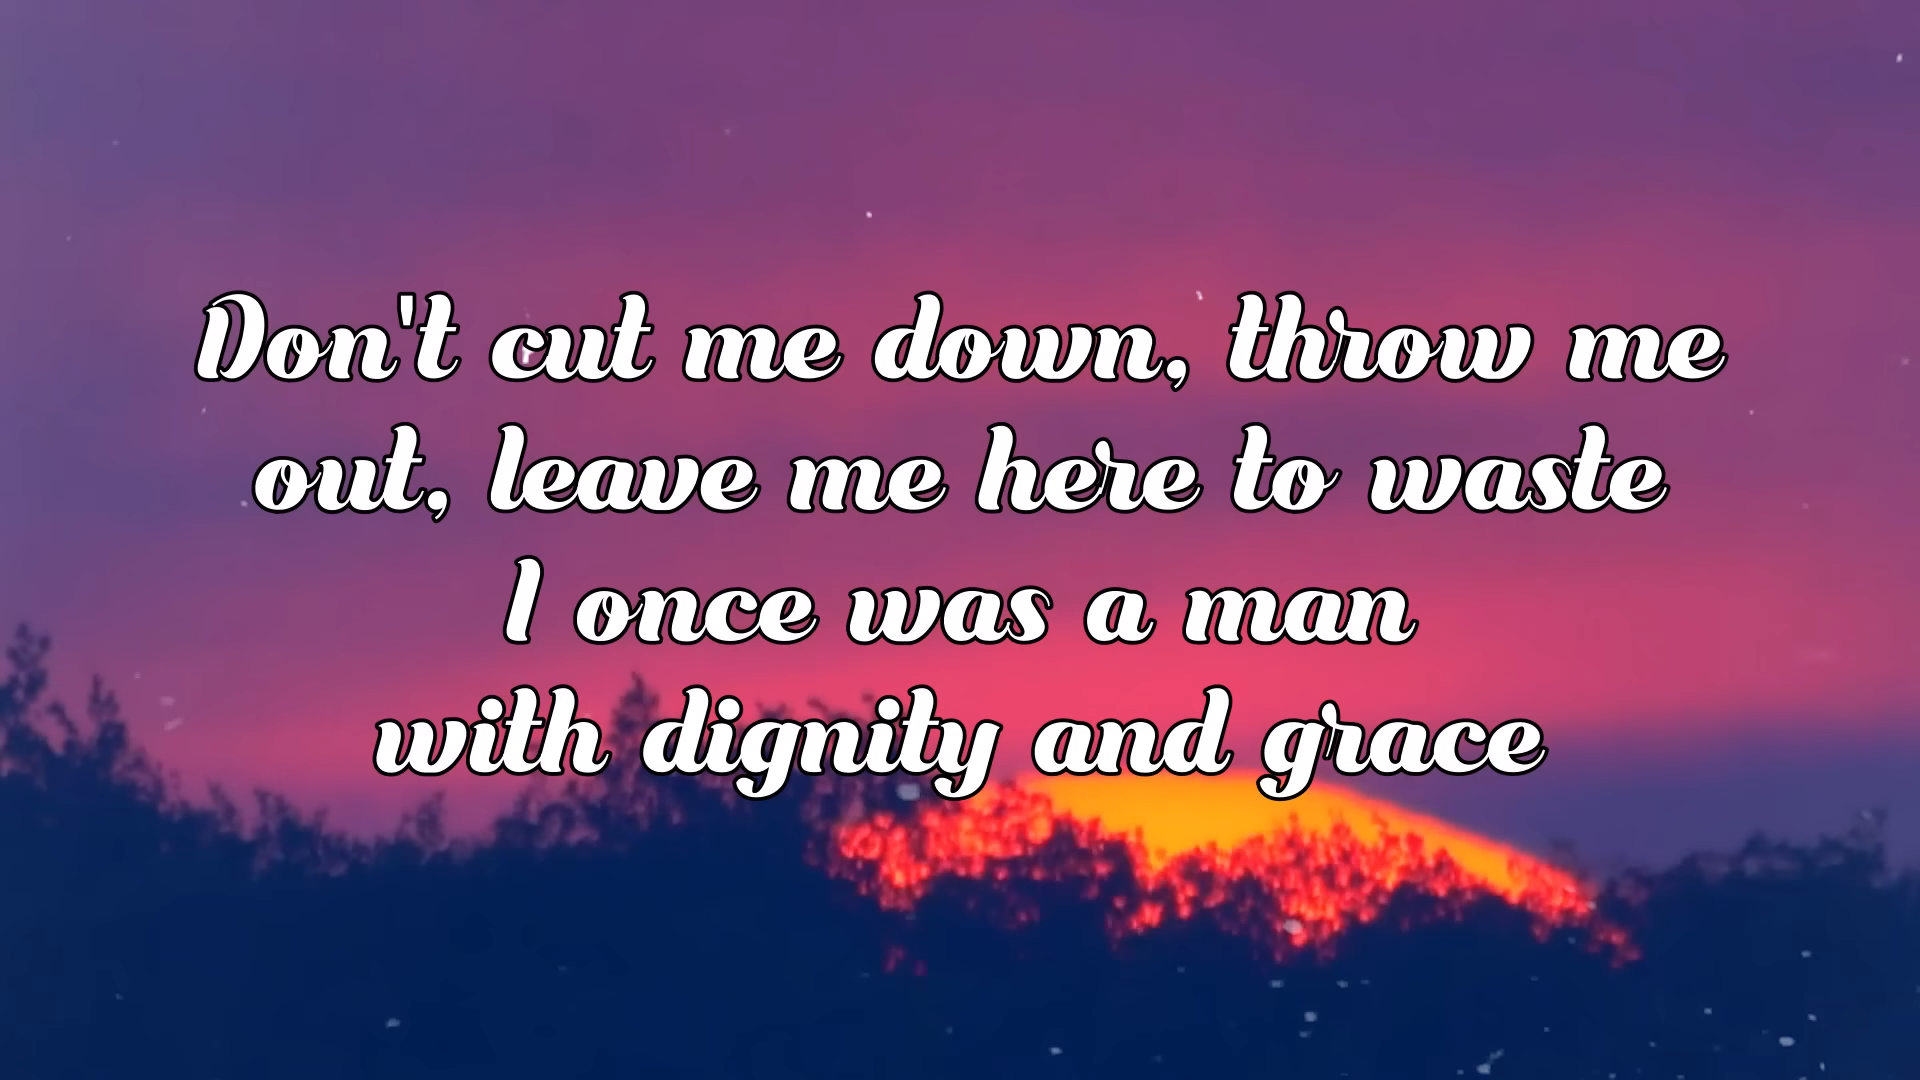 Don't cut me down, throw me
out, leave me here to waste
I once was a man
with dignity and grace